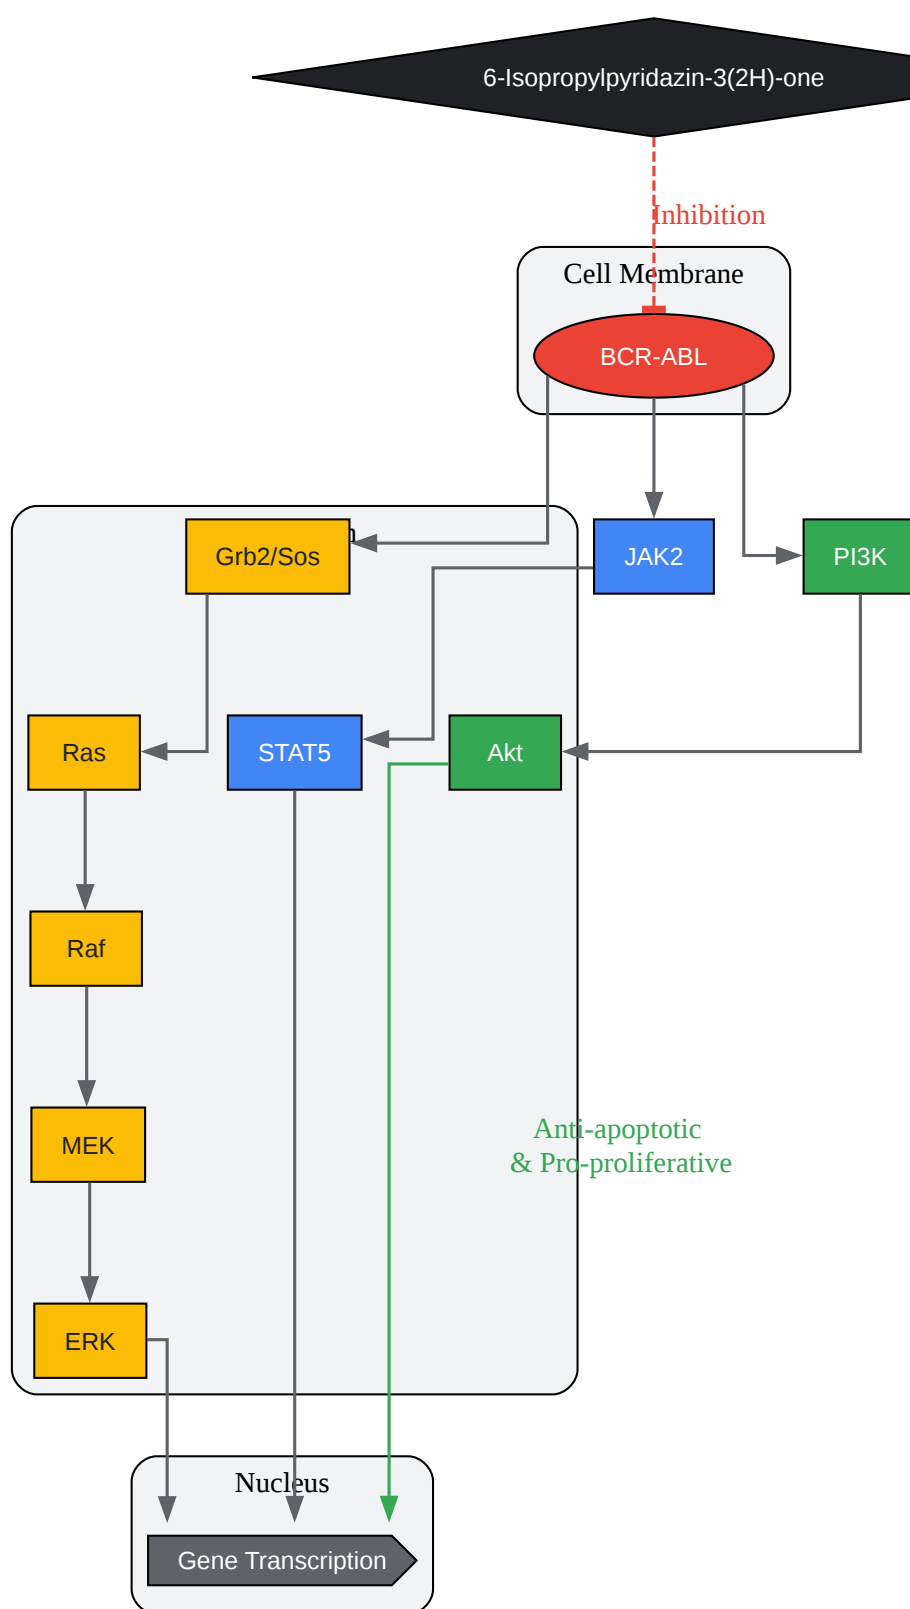 6-Isopropylpyridazin-3(2H)-one
Inhibition
Cell Membrane
BCR-ABL
Grb2/Sos
JAK2
PI3K
Ras
STAT5
Akt
Raf
MEK
Anti-apoptotic
& Pro-proliferative
ERK
Nucleus
Gene Transcription